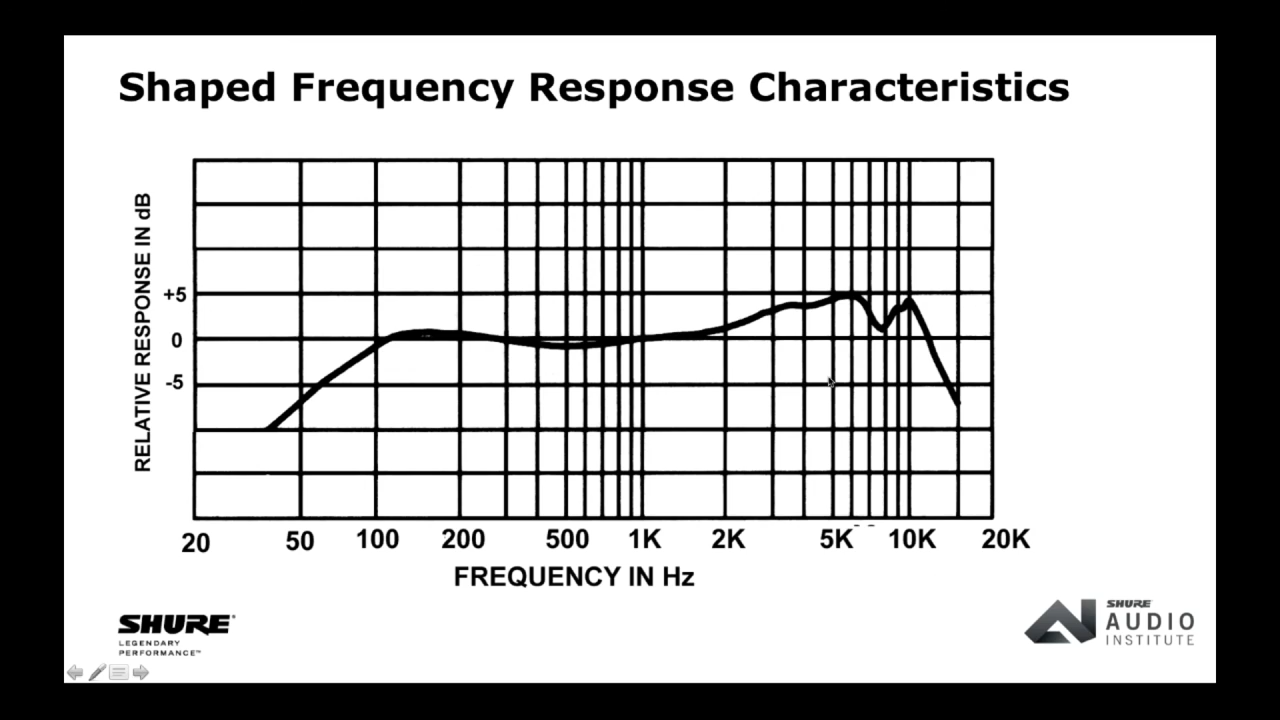 Shaped Frequency Response Characteristics
RELATIVE RESPONSE IN dB
+5
0
-5
20 50 100 200 500 1K 2K 5K 10K 20K
FREQUENCY IN Hz
SHURE
LEGENDARY
PERFORMANCE™
SHURE
AUDIO
INSTITUTE